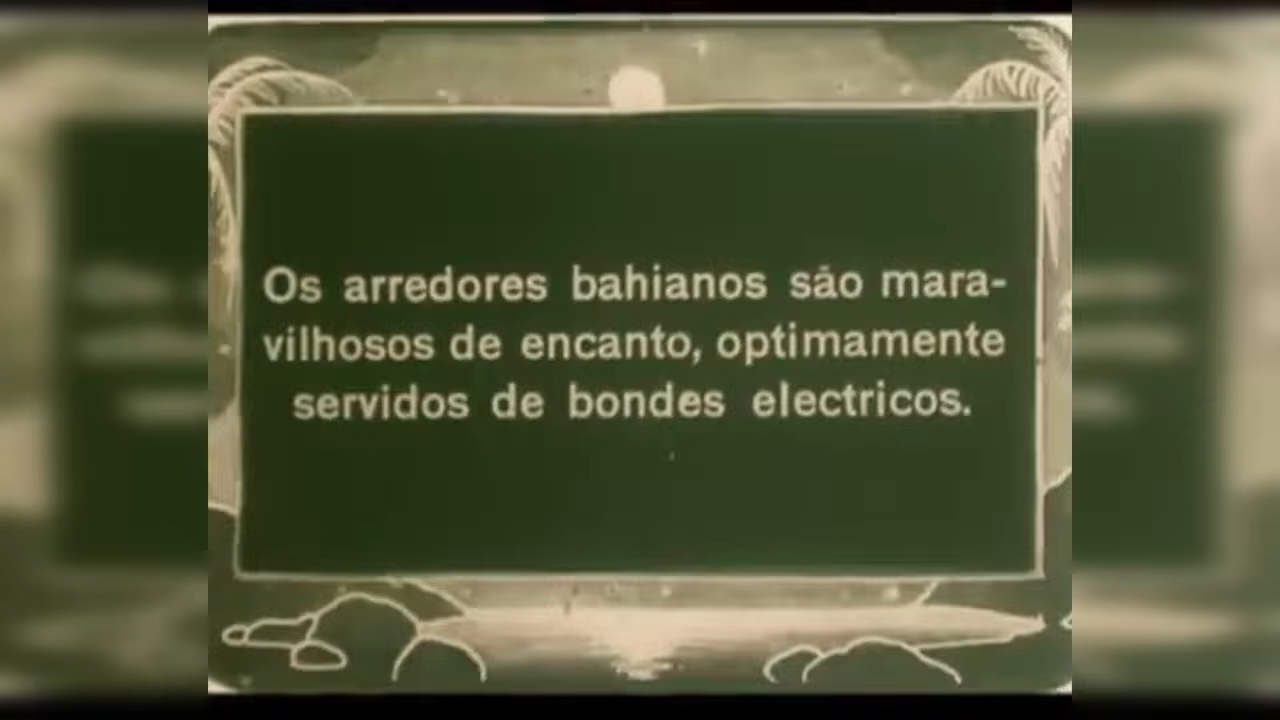 Os arredores bahianos são mara-
vilhosos de encanto, optimamente
servidos de bondes electricos.